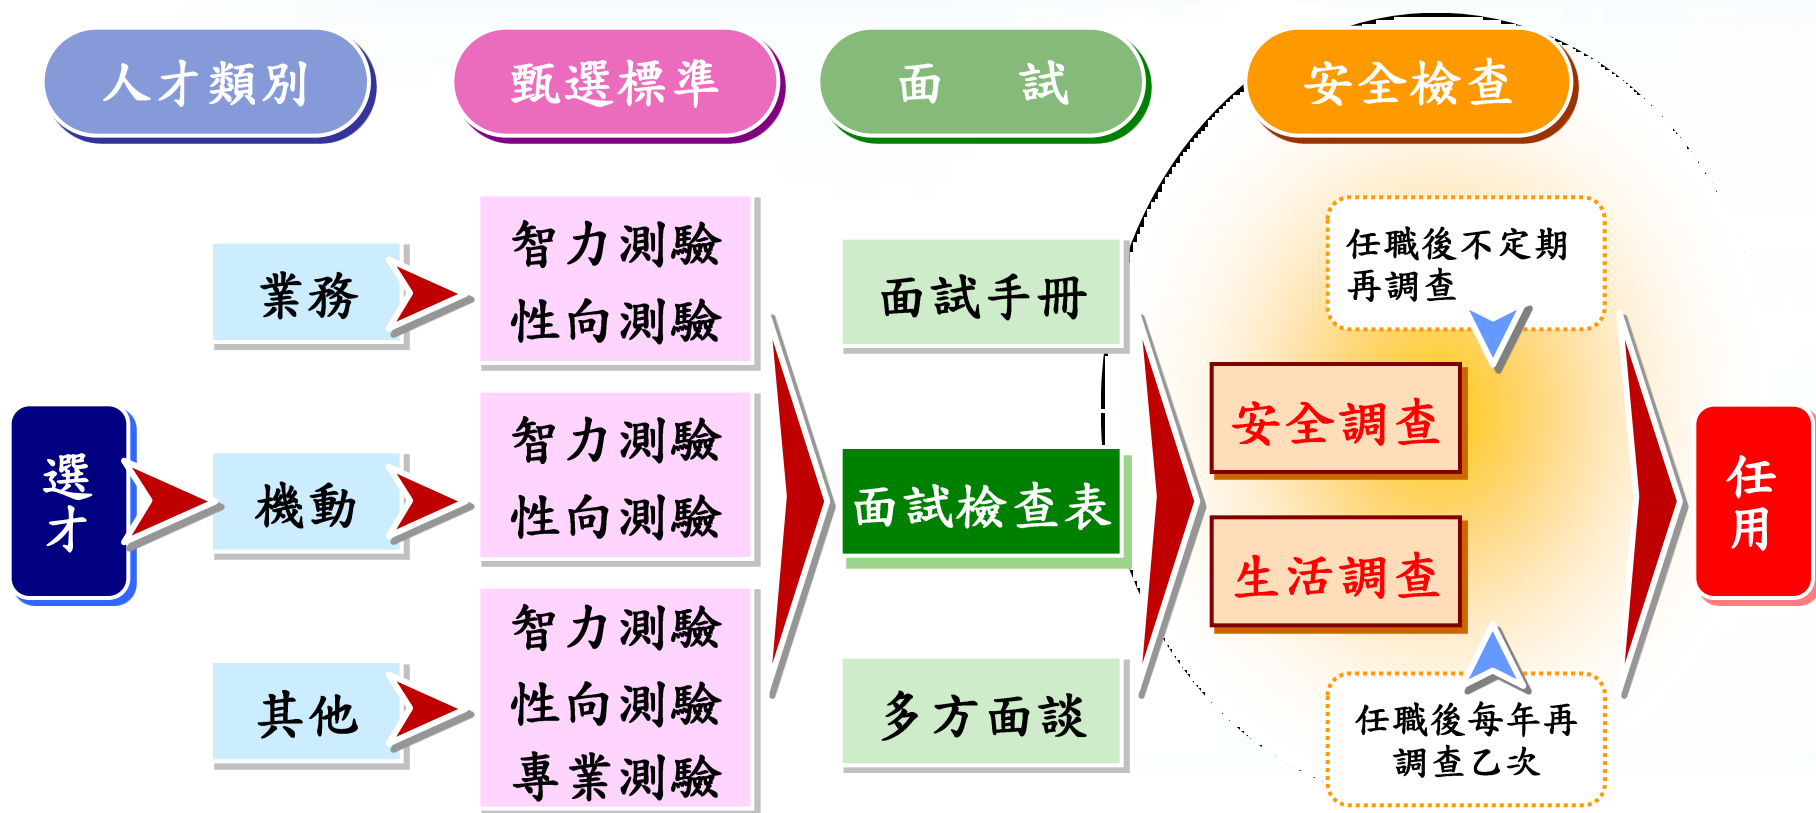 人才類別
甄選標準
面 試
安全檢查
選
才
業務
機動
其他
智力測驗
性向測驗
智力測驗
性向測驗
智力測驗
性向測驗
專業測驗
面試手冊
面試檢查表
多方面談
任職後不定期
再調查
安全調查
生活調查
任職後每年再
調查乙次
任
用